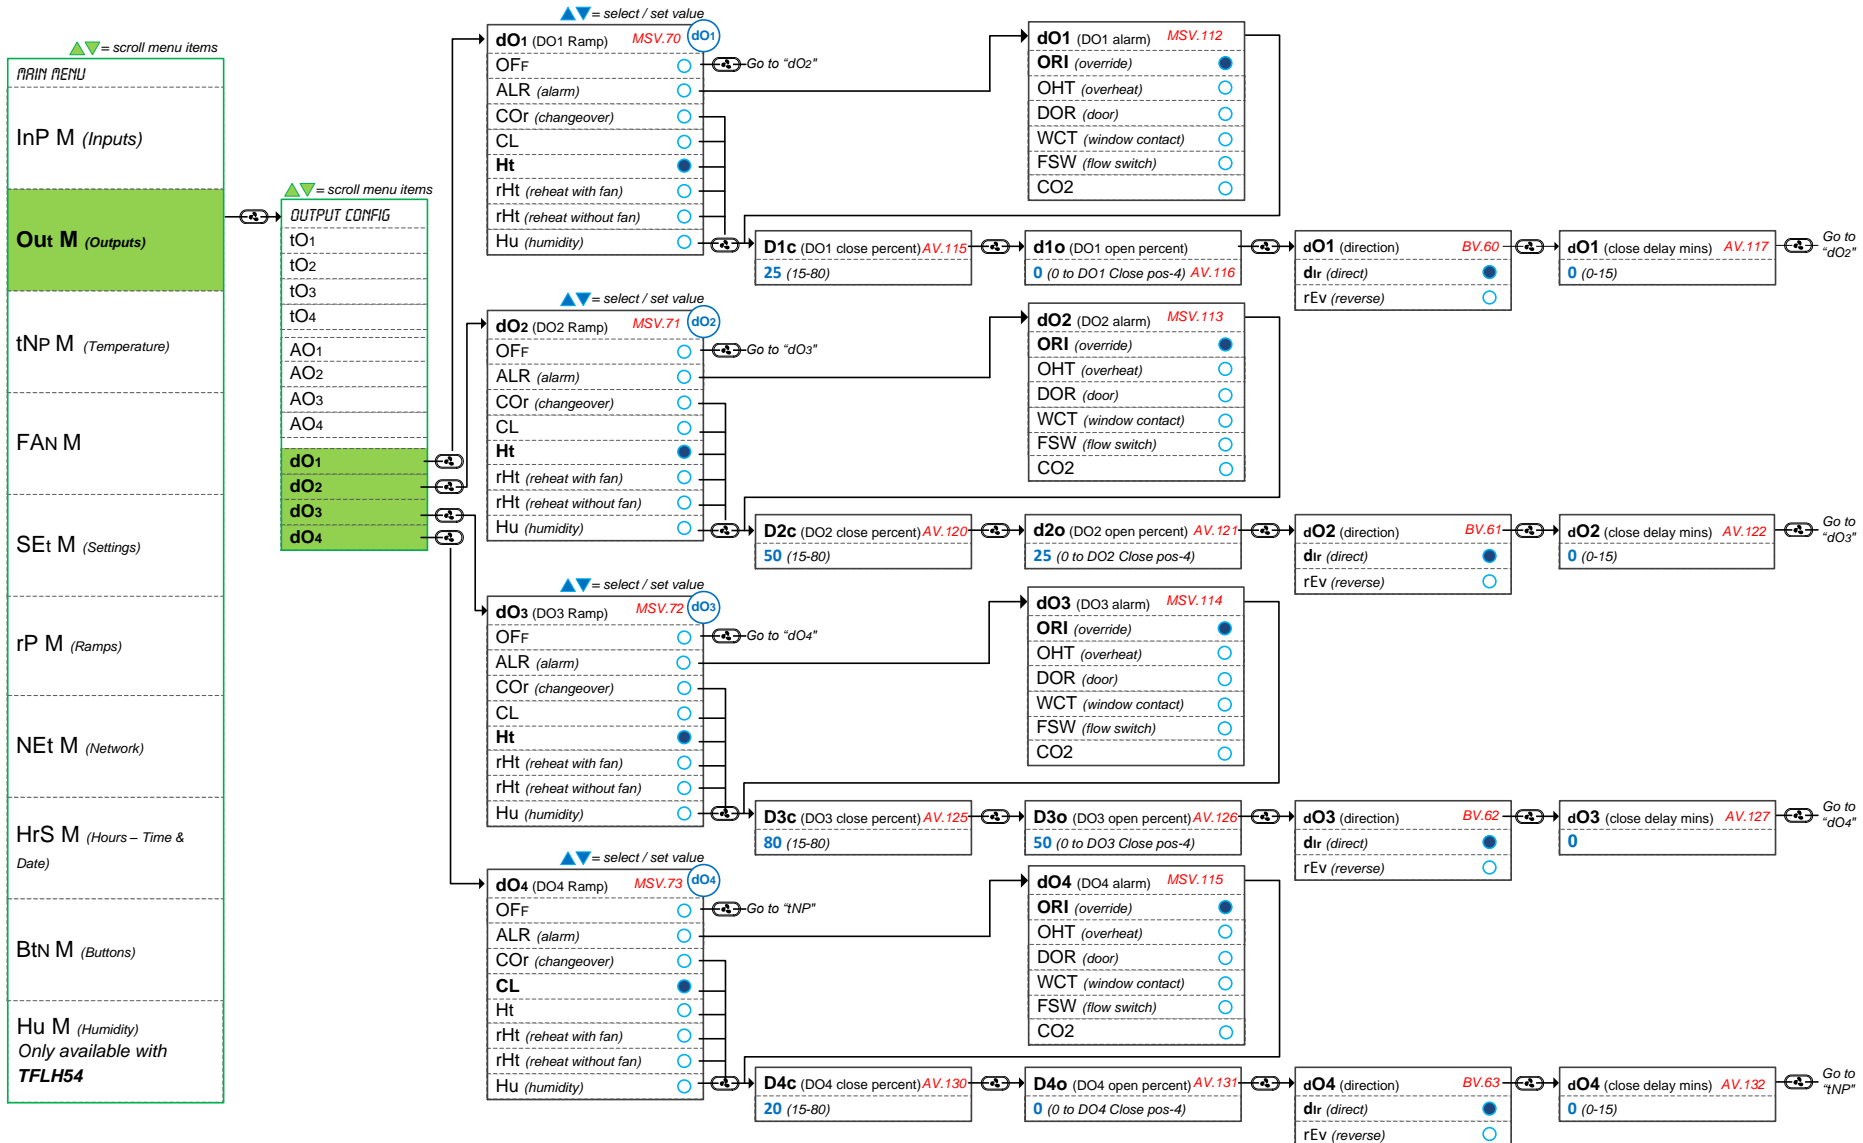 = scroll menu items
MAIN MENU
InP M (Inputs)
Out M (Outputs)
tNP M (Temperature)
FAN M
SEt M (Settings)
rP M (Ramps)
NEt M (Network)
HrS M (Hours – Time &
Date)
BtN M (Buttons)
Hu M (Humidity)
Only available with
TFLH54
= scroll menu items
OUTPUT CONFIG
tO1
tO2
tO3
tO4
AO1
AO2
AO3
AO4
dO1
dO2
dO3
dO4
= select / set value
dO1 (DO1 Ramp) MSV.70 dO1
OFF
Go to "dO2"
ALR (alarm)
COr (changeover)
CL
Ht
rHt (reheat with fan)
rHt (reheat without fan)
Hu (humidity)
dO1 (DO1 alarm) MSV.112
ORI (override)
OHT (overheat)
DOR (door)
WCT (window contact)
FSW (flow switch)
CO2
D1c (DO1 close percent) AV.115
25 (15-80)
d1o (DO1 open percent)
0 (0 to DO1 Close pos-4) AV.116
dO1 (direction) BV.60
dIr (direct)
rEv (reverse)
dO1 (close delay mins) AV.117
0 (0-15)
Go to
"dO2"
= select / set value
dO2 (DO2 Ramp) MSV.71 dO2
OFF
Go to "dO3"
ALR (alarm)
COr (changeover)
CL
Ht
rHt (reheat with fan)
rHt (reheat without fan)
Hu (humidity)
dO2 (DO2 alarm) MSV.113
ORI (override)
OHT (overheat)
DOR (door)
WCT (window contact)
FSW (flow switch)
CO2
D2c (DO2 close percent) AV.120
50 (15-80)
d2o (DO2 open percent) AV.121
25 (0 to DO2 Close pos-4)
dO2 (direction) BV.61
dIr (direct)
rEv (reverse)
dO2 (close delay mins) AV.122
0 (0-15)
Go to
"dO3"
= select / set value
dO3 (DO3 Ramp) MSV.72 dO3
OFF
Go to "dO4"
ALR (alarm)
COr (changeover)
CL
Ht
rHt (reheat with fan)
rHt (reheat without fan)
Hu (humidity)
dO3 (DO3 alarm) MSV.114
ORI (override)
OHT (overheat)
DOR (door)
WCT (window contact)
FSW (flow switch)
CO2
D3c (DO3 close percent) AV.125
80 (15-80)
D3o (DO3 open percent) AV.126
50 (0 to DO3 Close pos-4)
dO3 (direction) BV.62
dIr (direct)
rEv (reverse)
dO3 (close delay mins) AV.127
0
Go to
"dO4"
= select / set value
dO4 (DO4 Ramp) MSV.73 dO4
OFF
Go to "tNP"
ALR (alarm)
COr (changeover)
CL
Ht
rHt (reheat with fan)
rHt (reheat without fan)
Hu (humidity)
dO4 (DO4 alarm) MSV.115
ORI (override)
OHT (overheat)
DOR (door)
WCT (window contact)
FSW (flow switch)
CO2
D4c (DO4 close percent) AV.130
20 (15-80)
D4o (DO4 open percent) AV.131
0 (0 to DO4 Close pos-4)
dO4 (direction) BV.63
dIr (direct)
rEv (reverse)
dO4 (close delay mins) AV.132
0 (0-15)
Go to
"tNP"